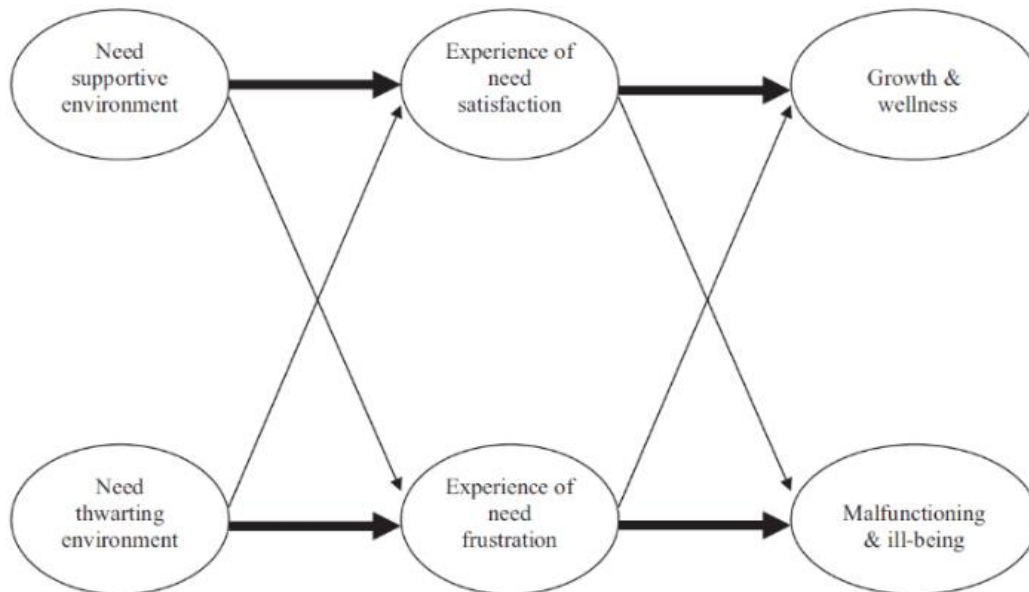 Need
supportive
environment
Experience of
need
satisfaction
Growth &
wellness
Need
thwarting
environment
Experience of
need
frustration
Malfunctioning
& ill-being